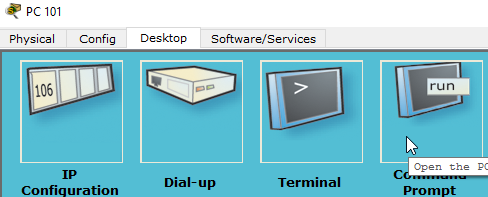 PC 101
Physical Config Desktop Software/Services
106
>
run
Open the PC
IP
Configuration
Dial-up
Terminal
Command
Prompt